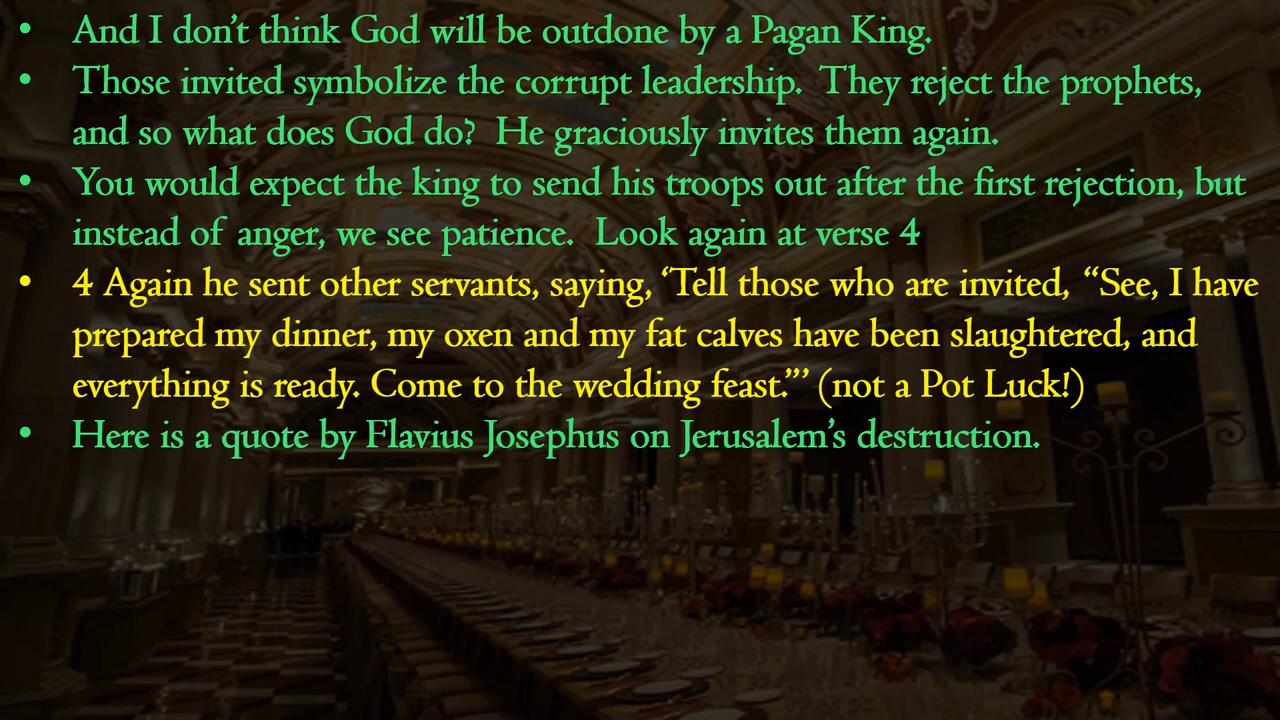 • And I don’t think God will be outdone by a Pagan King.
• Those invited symbolize the corrupt leadership.  They reject the prophets,
and so what does God do?  He graciously invites them again.
• You would expect the king to send his troops out after the first rejection, but
instead of anger, we see patience.  Look again at verse 4
• 4 Again he sent other servants, saying, ‘Tell those who are invited, “See, I have
prepared my dinner, my oxen and my fat calves have been slaughtered, and
everything is ready. Come to the wedding feast.”’ (not a Pot Luck!)
• Here is a quote by Flavius Josephus on Jerusalem’s destruction.